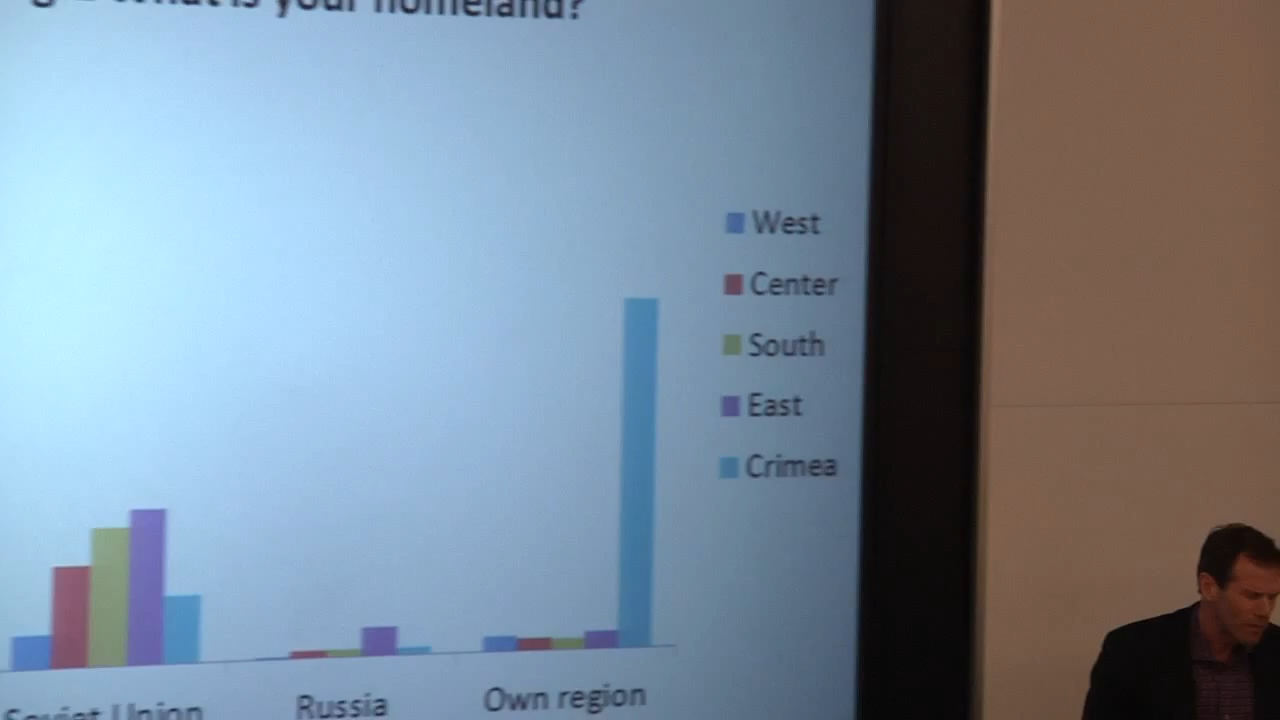 What is your homeland?
West
Center
South
East
Crimea
Soviet Union
Russia
Own region